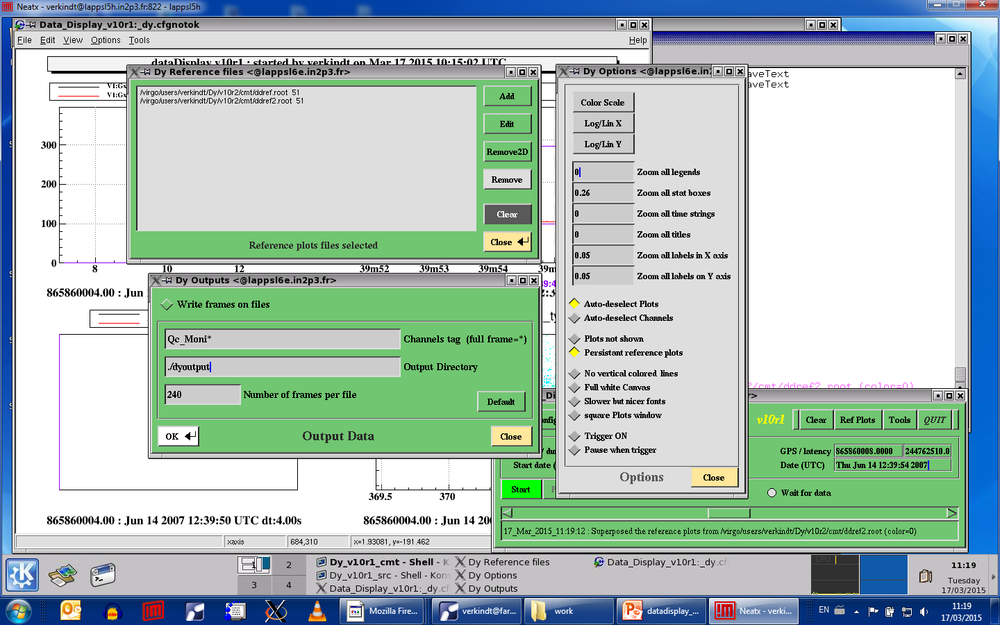 Neatx - verkindt@lappsl5h.in2p3.fr:822 - lappsl5h
Data_Display_v10r1:_dy.cfgnotok
File Edit View Options Tools Help
dataDisplay v10r1 : started by verkindt on Mar 17 2015 10:15:02 UTC
V1:Gx
V1:Gx
300
200
100
0
8 10 12 39m52 39m53 39m54 39m
865860004.00 : Jun
865860004.00 : Jun 14 2007 12:39:50 UTC dt:4.00s
369.5 370
865860004.00 : Jun 14 200
xaxis 684,310 x=1.93081, y=-191.462
Dy Reference files <@lappsl6e.in2p3.fr>
/virgo/users/verkindt/Dy/v10r2/cmt/ddref.root 51
/virgo/users/verkindt/Dy/v10r2/cmt/ddref2.root 51
Add
Edit
Remove2D
Remove
Clear
Close
Reference plots files selected
Dy Outputs <@lappsl6e.in2p3.fr>
Write frames on files
Qc_Moni* Channels tag (full frame=*)
./dyoutput Output Directory
240 Number of frames per file
Default
OK Output Data Close
Dy Options <@lappsl6e.in2
Color Scale
Log/Lin X
Log/Lin Y
0 Zoom all legends
0.26 Zoom all stat boxes
0 Zoom all time strings
0 Zoom all titles
0.05 Zoom all labels in X axis
0.05 Zoom all labels on Y axis
Auto-deselect Plots
Auto-deselect Channels
Plots not shown
Persistant reference plots
No vertical colored lines
Full white Canvas
Slower but nicer fonts
square Plots window
Trigger ON
Pause when trigger
Options Close
aveText
aveText
2/cmt/ddref2.root (color=0)
v10r1 Clear Ref Plots Tools QUIT
GPS / latency 865860008.0000 244762510.0
Start date ( Date (UTC) Thu Jun 14 12:39:54 2007
Start Wait for data
17_Mar_2015_11:19:12 : Superposed the reference plots from /virgo/users/verkindt/Dy/v10r2/cmt/ddref2.root (color=0)
1 2
3 4
Dy_v10r1_cmt - Shell - K
Dy_v10r1_src - Shell - Kons
Data_Display_v10r1:_dy.cf
Dy Reference files
Dy Options
Dy Outputs
Data_Display_v10r1:_dy.cf
CPU
11:19
Tuesday
17/03/2015
Mozilla Fire...
verkindt@far...
work
datadisplay_...
Neatx - verki...
EN
11:19
17/03/2015